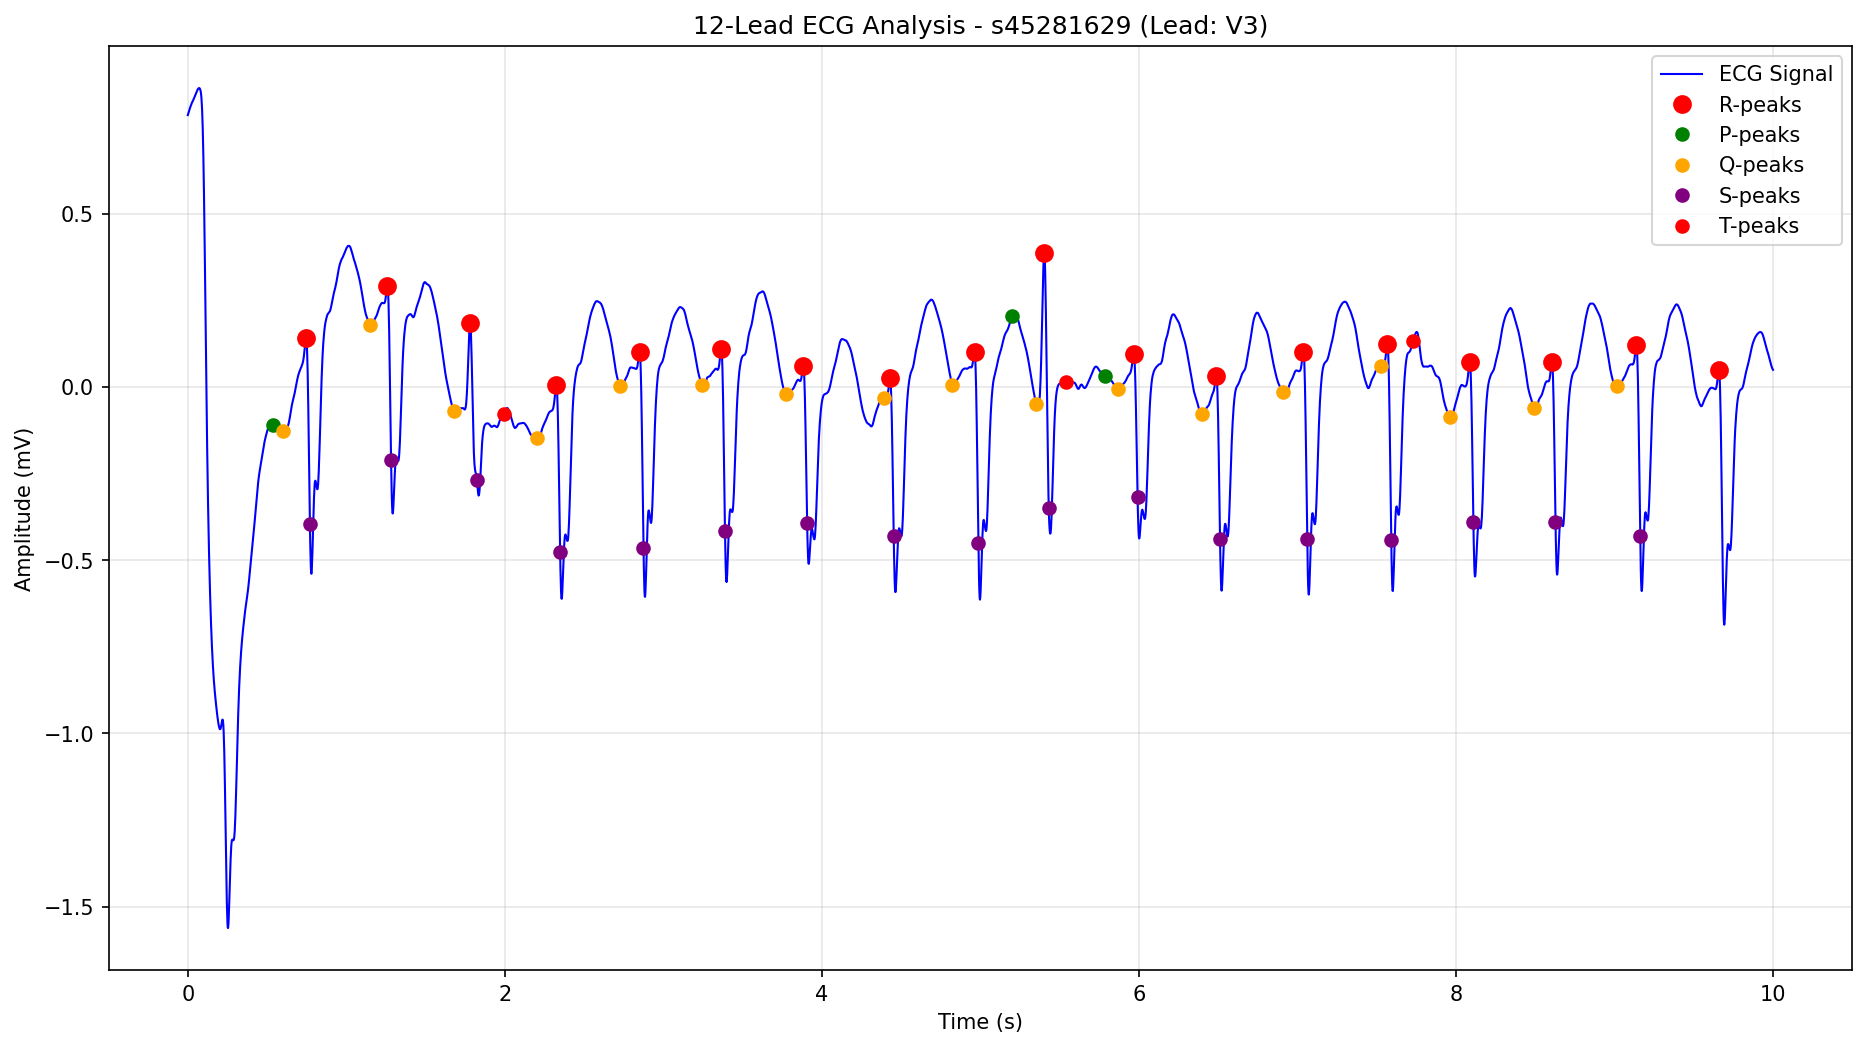 12-Lead ECG Analysis - s45281629 (Lead: V3)
ECG Signal
R-peaks
P-peaks
Q-peaks
S-peaks
T-peaks
Amplitude (mV)
0.5
0.0
−0.5
−1.0
−1.5
0 2 4 6 8 10
Time (s)